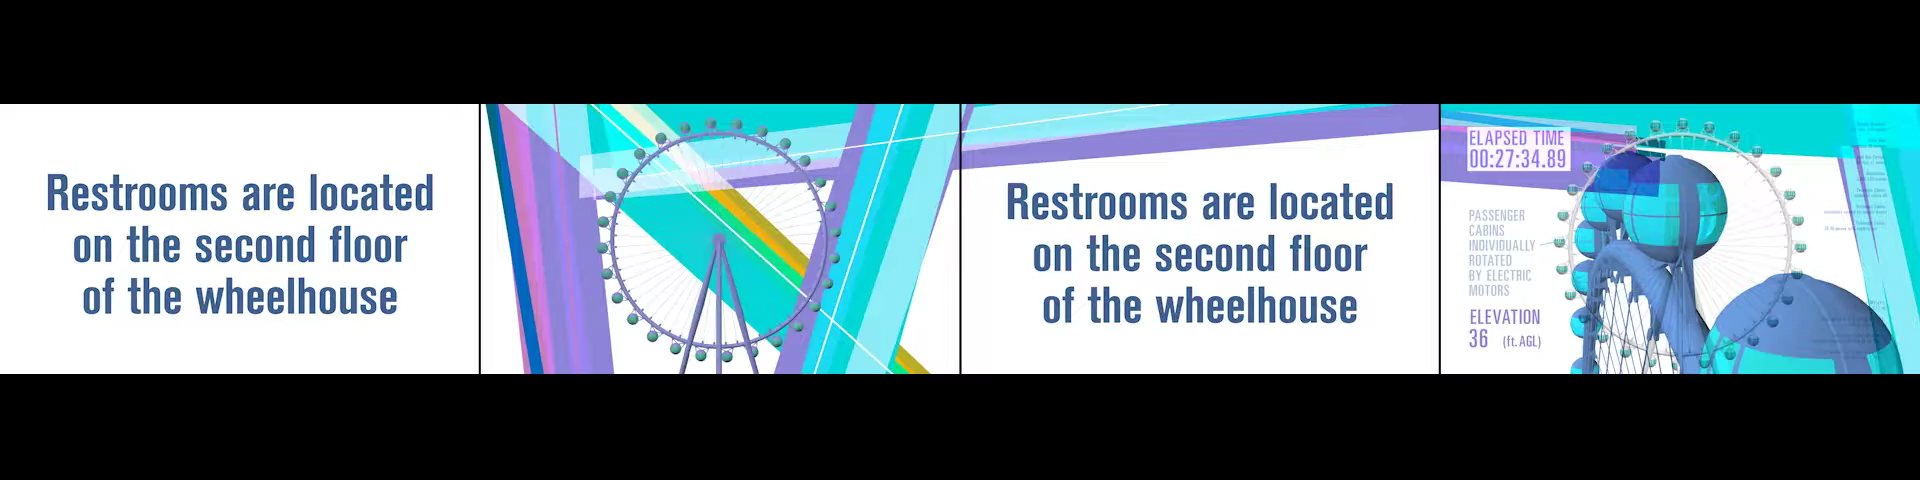 Restrooms are located
on the second floor
of the wheelhouse
Restrooms are located
on the second floor
of the wheelhouse
ELAPSED TIME
00:27:34.89
PASSENGER
CABINS
INDIVIDUALLY
ROTATED
BY ELECTRIC
MOTORS
ELEVATION
36 (ft. AGL)